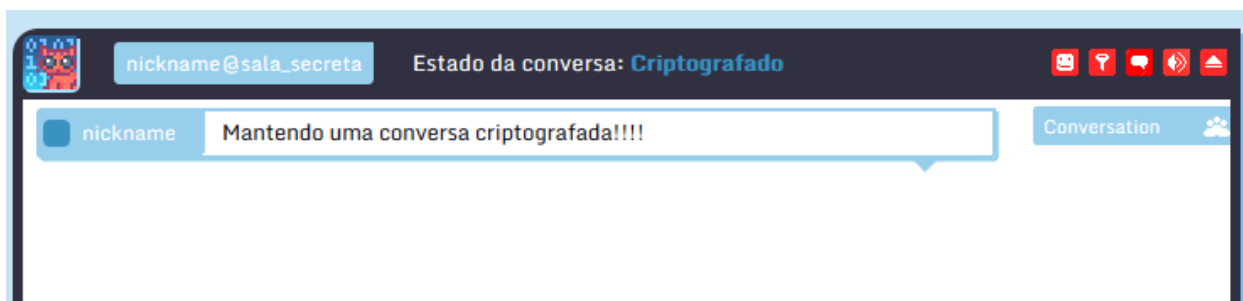 nickname@sala_secreta Estado da conversa: Criptografado
nickname Mantendo uma conversa criptografada!!!! Conversation